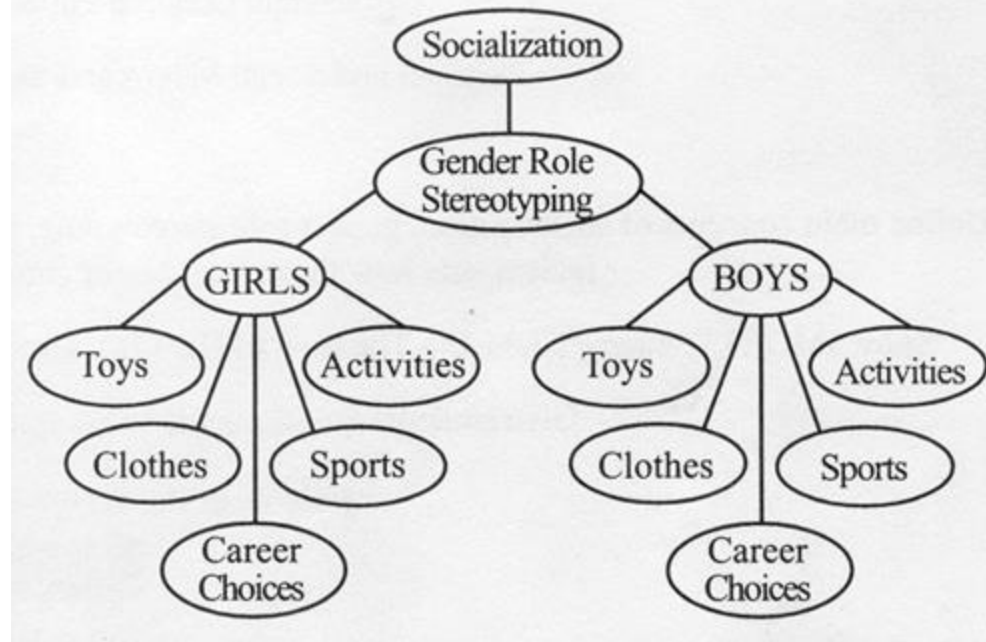 Socialization
Gender Role
Stereotyping
GIRLS
BOYS
Toys
Activities
Toys
Activities
Clothes
Sports
Clothes
Sports
Career
Choices
Career
Choices